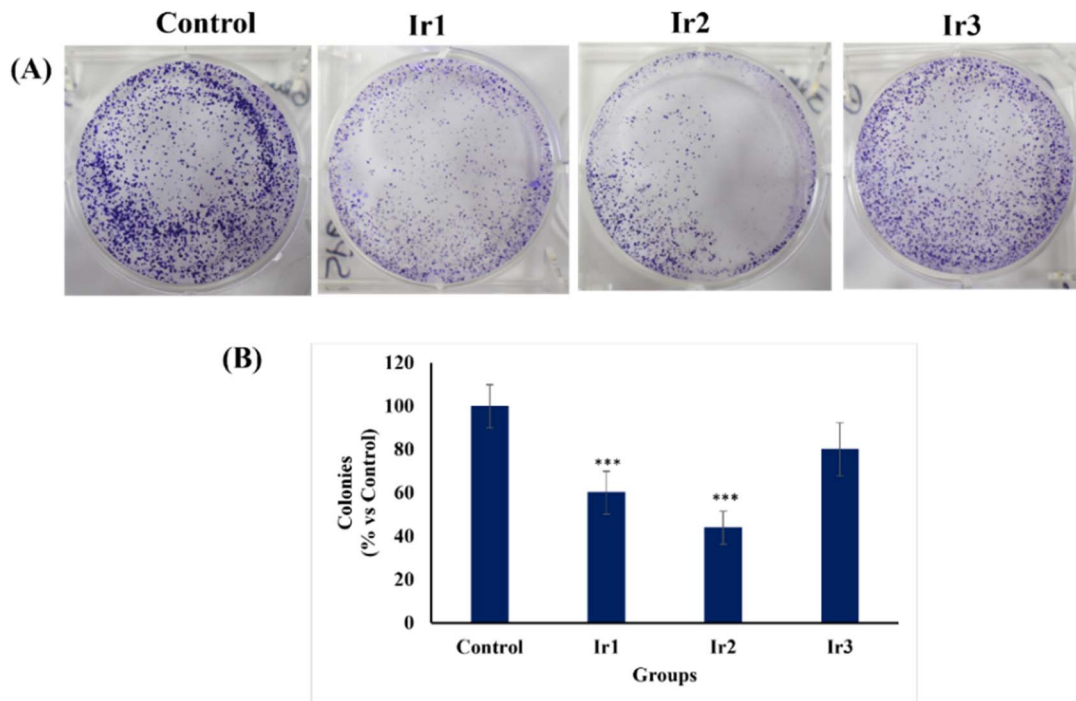 Control Ir1 Ir2 Ir3
(A)
(B)
120
100
80
60
40
20
0
Colonies
(% vs Control)
***
***
Control Ir1 Ir2 Ir3
Groups